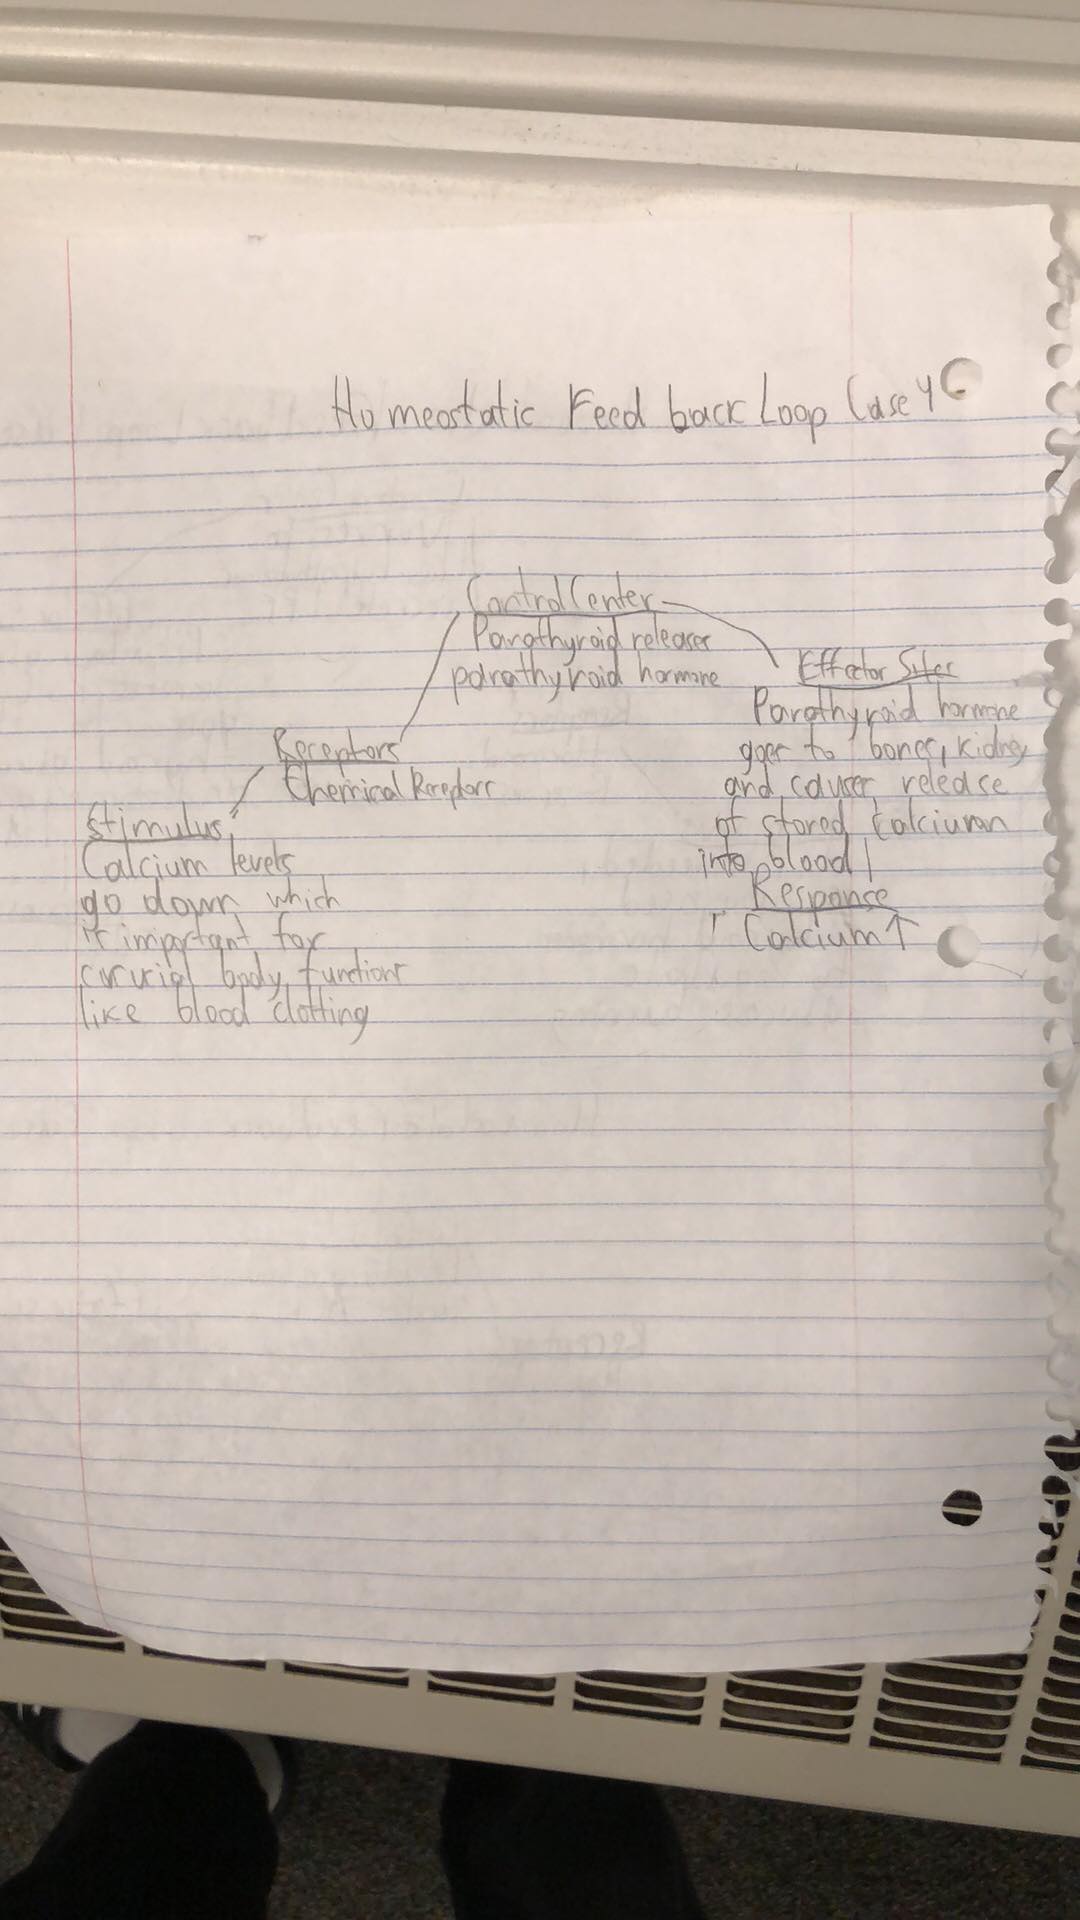 Homeostatic Feed back Loop Case 4
Control Center
Parathyroid releases
parathyroid hormone
Effector Sites
Parathyroid hormone
goes to bones, kidney
and causes release
of stored Calciuman
into blood
Response
Calcium ↑
Receptors
Chemical Receptors
Stimulus
Calcium levels
go down which
is important for
crucial body functions
like blood clotting